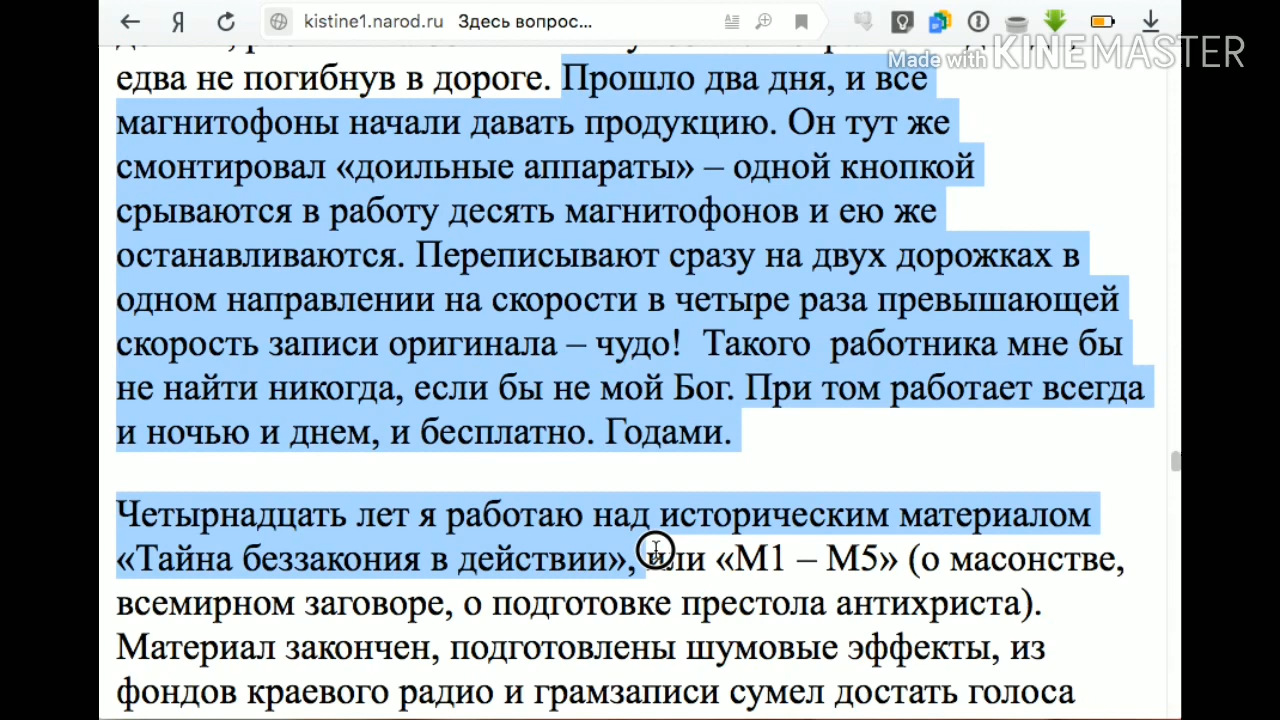 kistine1.narod.ru Здесь вопрос...
Made with KINEMASTER
едва не погибнув в дороге. Прошло два дня, и все
магнитофоны начали давать продукцию. Он тут же
смонтировал «доильные аппараты» – одной кнопкой
срываются в работу десять магнитофонов и ею же
останавливаются. Переписывают сразу на двух дорожках в
одном направлении на скорости в четыре раза превышающей
скорость записи оригинала – чудо! Такого работника мне бы
не найти никогда, если бы не мой Бог. При том работает всегда
и ночью и днем, и бесплатно. Годами.
Четырнадцать лет я работаю над историческим материалом
«Тайна беззакония в действии», или «М1 – М5» (о масонстве,
всемирном заговоре, о подготовке престола антихриста).
Материал закончен, подготовлены шумовые эффекты, из
фондов краевого радио и грамзаписи сумел достать голоса